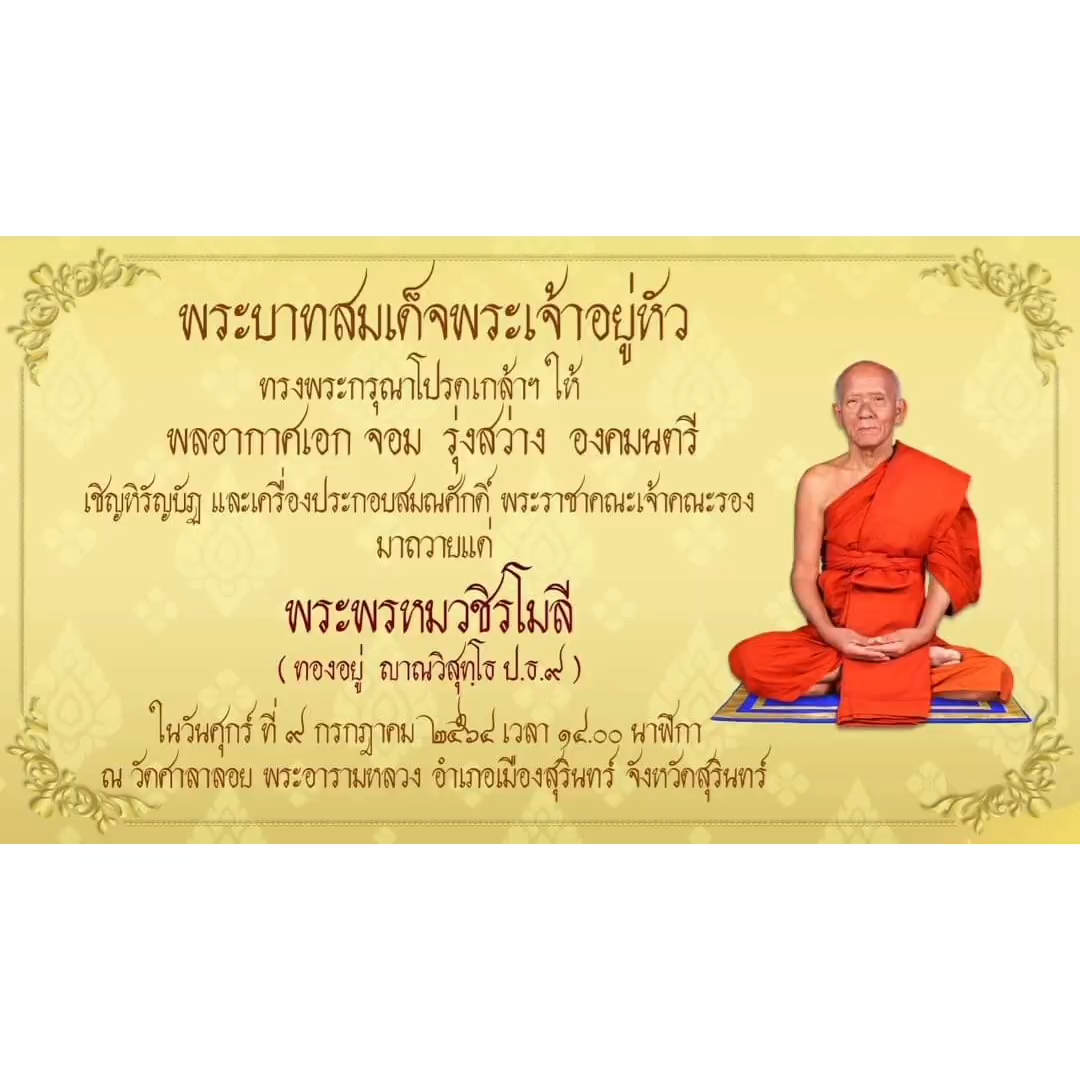 พระบาทสมเด็จพระเจ้าอยู่หัว
ทรงพระกรุณาโปรดเกล้าฯ ให้
พลอากาศเอก จอม รุ่งสว่าง องคมนตรี
เชิญหิรัญบัฏ และเครื่องประกอบสมณศักดิ์ พระราชาคณะเจ้าคณะรอง
มาถวายแด่
พระพรหมวชิรโมลี
( ทองอยู่ ญาณวิสุทฺโธ ป.ธ.๙ )
ในวันศุกร์ ที่ ๙ กรกฎาคม ๒๕๖๔ เวลา ๑๔.๐๐ นาฬิกา
ณ วัดศาลาลอย พระอารามหลวง อำเภอเมืองสุรินทร์ จังหวัดสุรินทร์